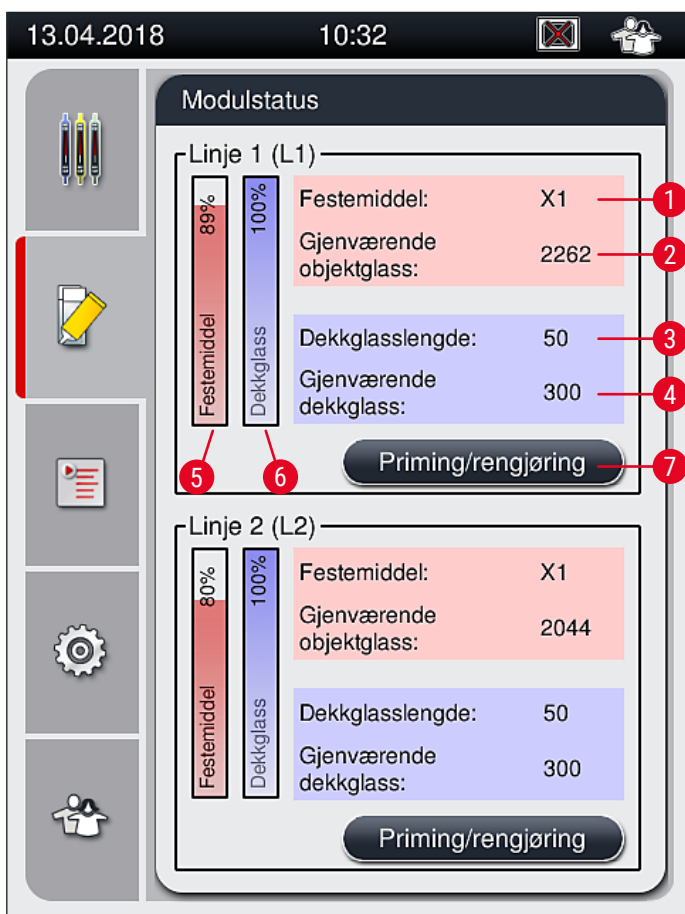 13.04.2018 10:32
Modulstatus
Linje 1 (L1)
89%
Festemiddel
100%
Dekkglass
Festemiddel: X1
Gjenværende
objektglass: 2262
Dekkglasslengde: 50
Gjenværende
dekkglass: 300
Priming/rengjøring
1
2
3
4
5
6
7
Linje 2 (L2)
80%
Festemiddel
100%
Dekkglass
Festemiddel: X1
Gjenværende
objektglass: 2044
Dekkglasslengde: 50
Gjenværende
dekkglass: 300
Priming/rengjøring